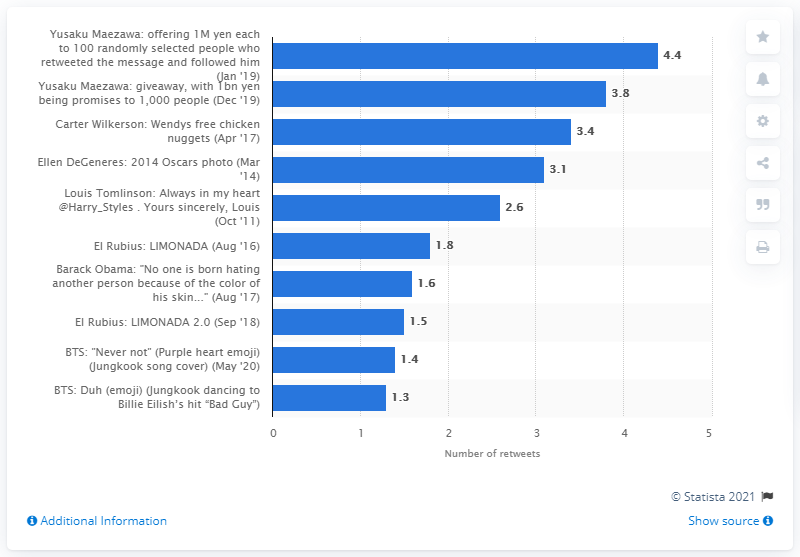 Yusaku Maezawa: offering 1M yen each
to 100 randomly selected people who
retweeted the message and followed him
(Jan '19)
4.4
Yusaku Maezawa: giveaway, with 1bn yen
being promises to 1,000 people (Dec '19)
3.8
Carter Wilkerson: Wendys free chicken
nuggets (Apr '17)
3.4
Ellen DeGeneres: 2014 Oscars photo (Mar
'14)
3.1
Louis Tomlinson: Always in my heart
@Harry_Styles . Yours sincerely, Louis
(Oct '11)
2.6
El Rubius: LIMONADA (Aug '16)
1.8
Barack Obama: "No one is born hating
another person because of the color of
his skin..." (Aug '17)
1.6
El Rubius: LIMONADA 2.0 (Sep '18)
1.5
BTS: "Never not" (Purple heart emoji)
(Jungkook song cover) (May '20)
1.4
BTS: Duh (emoji) (Jungkook dancing to
Billie Eilish's hit “Bad Guy”)
1.3
0 1 2 3 4 5
Number of retweets
© Statista 2021
Additional Information
Show source